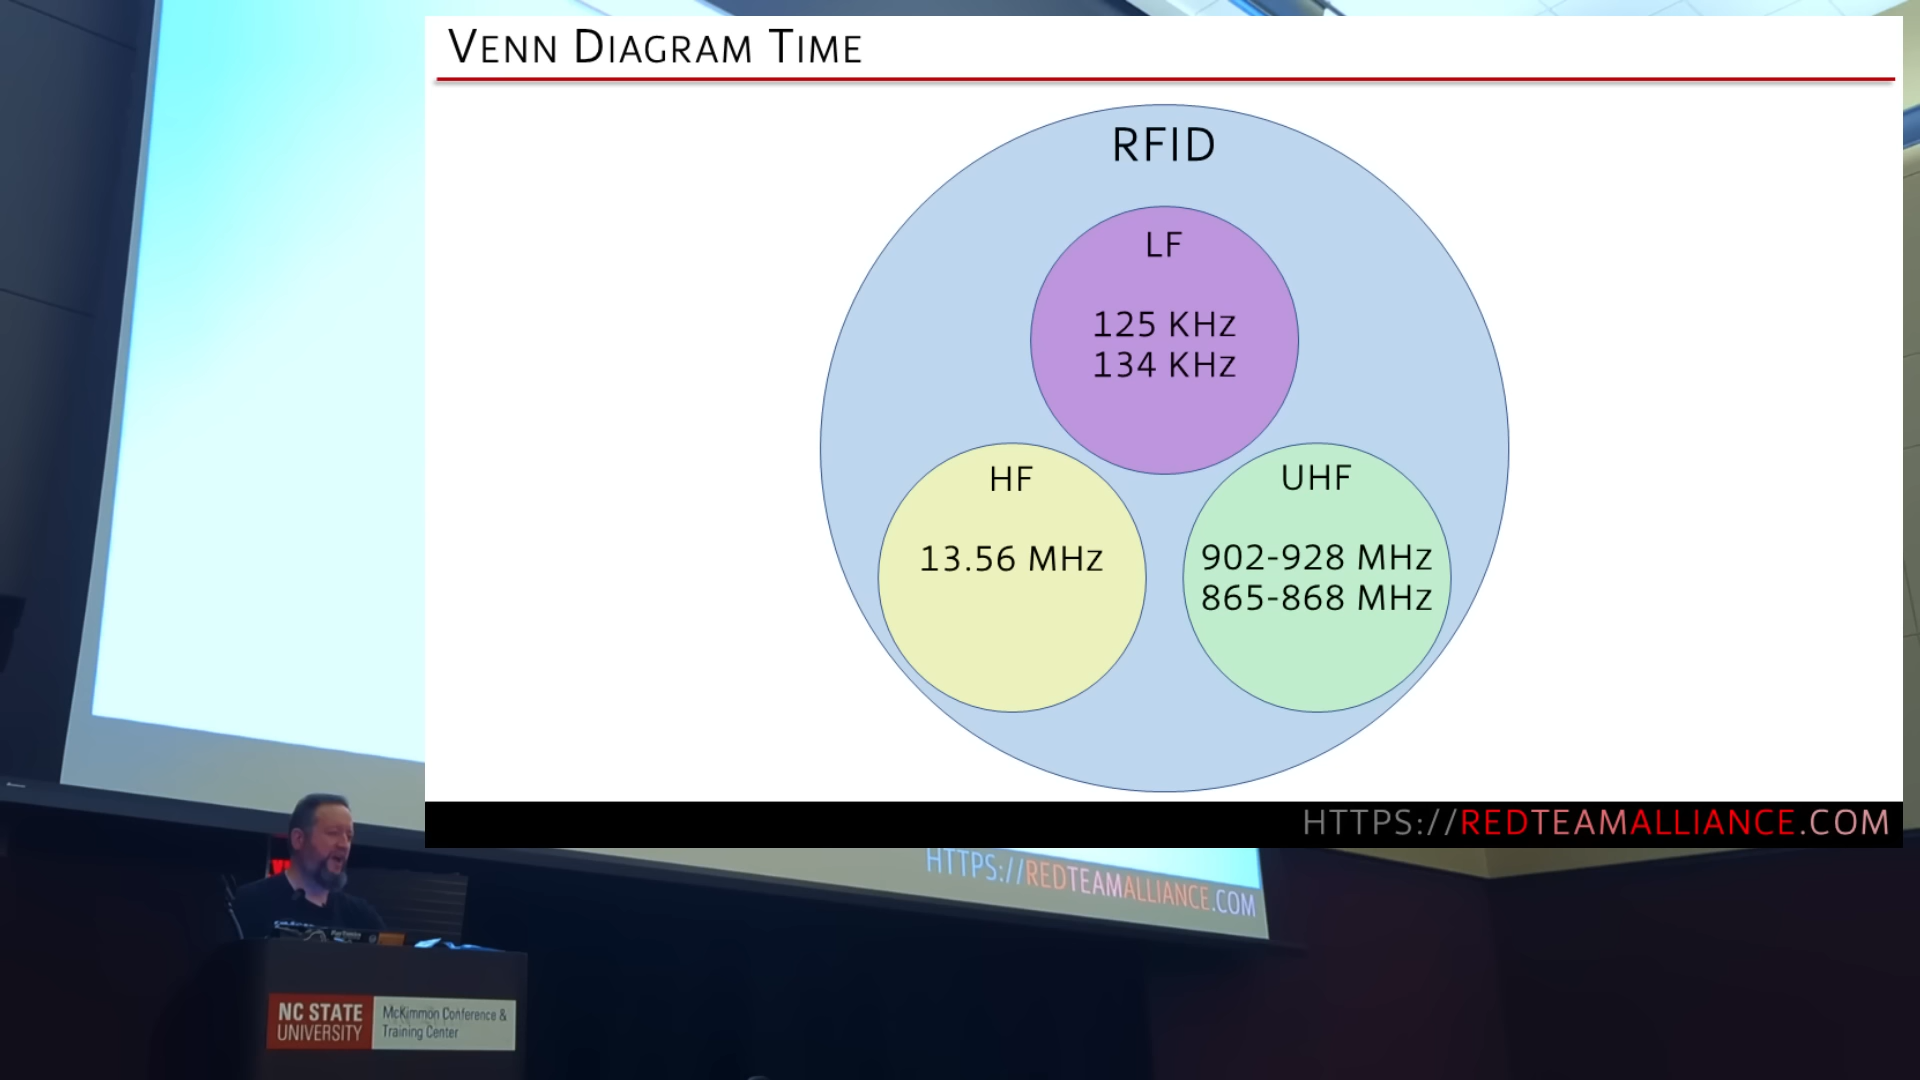 VENN DIAGRAM TIME
RFID
LF
125 KHz
134 KHz
HF
13.56 MHz
UHF
902-928 MHz
865-868 MHz
HTTPS://REDTEAMALLIANCE.COM
HTTPS://REDTEAMALLIANCE.COM
NC STATE
UNIVERSITY
McKimmon Conference &
Training Center